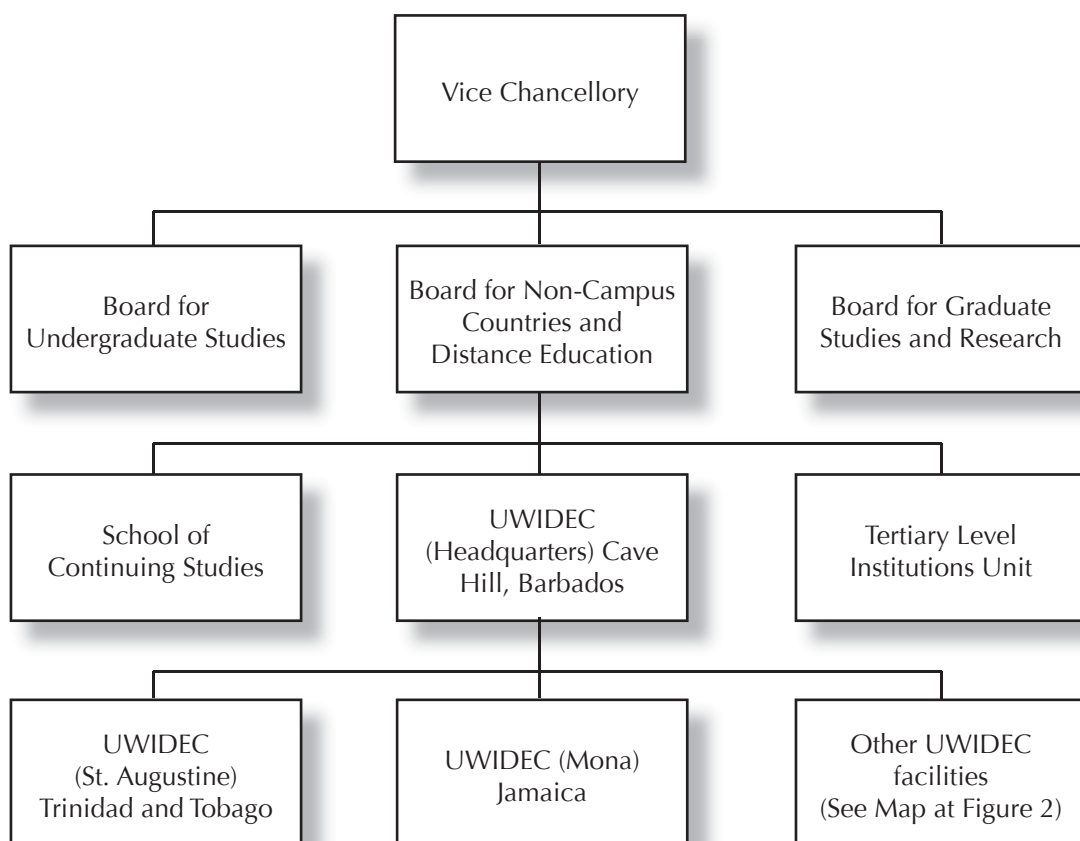 Vice Chancellory
Board for
Undergraduate Studies
Board for Non-Campus
Countries and
Distance Education
Board for Graduate
Studies and Research
School of
Continuing Studies
UWIDEC
(Headquarters) Cave
Hill, Barbados
Tertiary Level
Institutions Unit
UWIDEC
(St. Augustine)
Trinidad and Tobago
UWIDEC (Mona)
Jamaica
Other UWIDEC
facilities
(See Map at Figure 2)